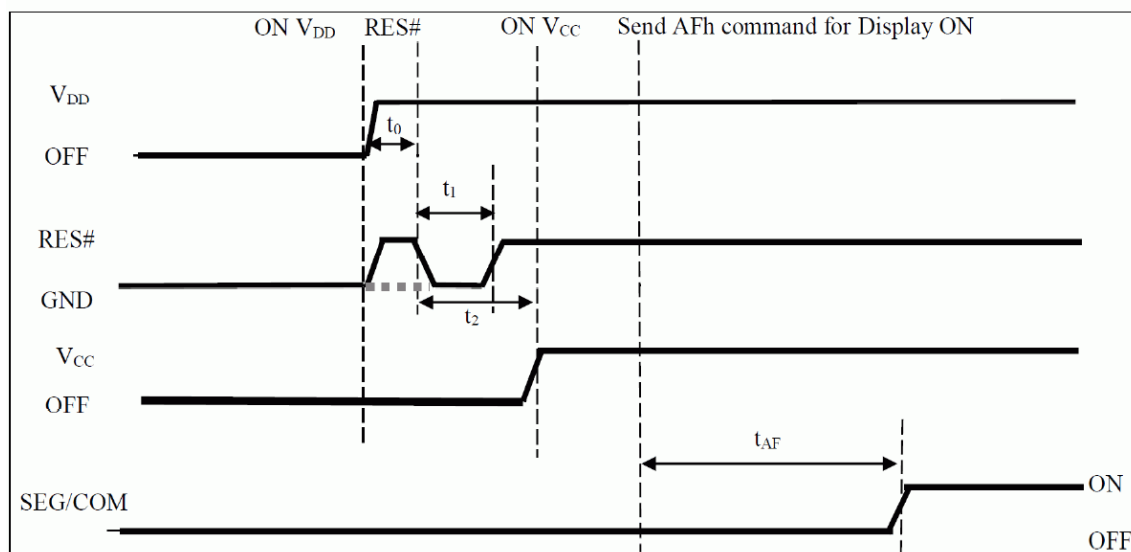 ON VDD RES# ON VCC Send AFh command for Display ON
VDD
t0
OFF
t1
RES#
GND
t2
VCC
OFF
tAF
ON
SEG/COM
OFF